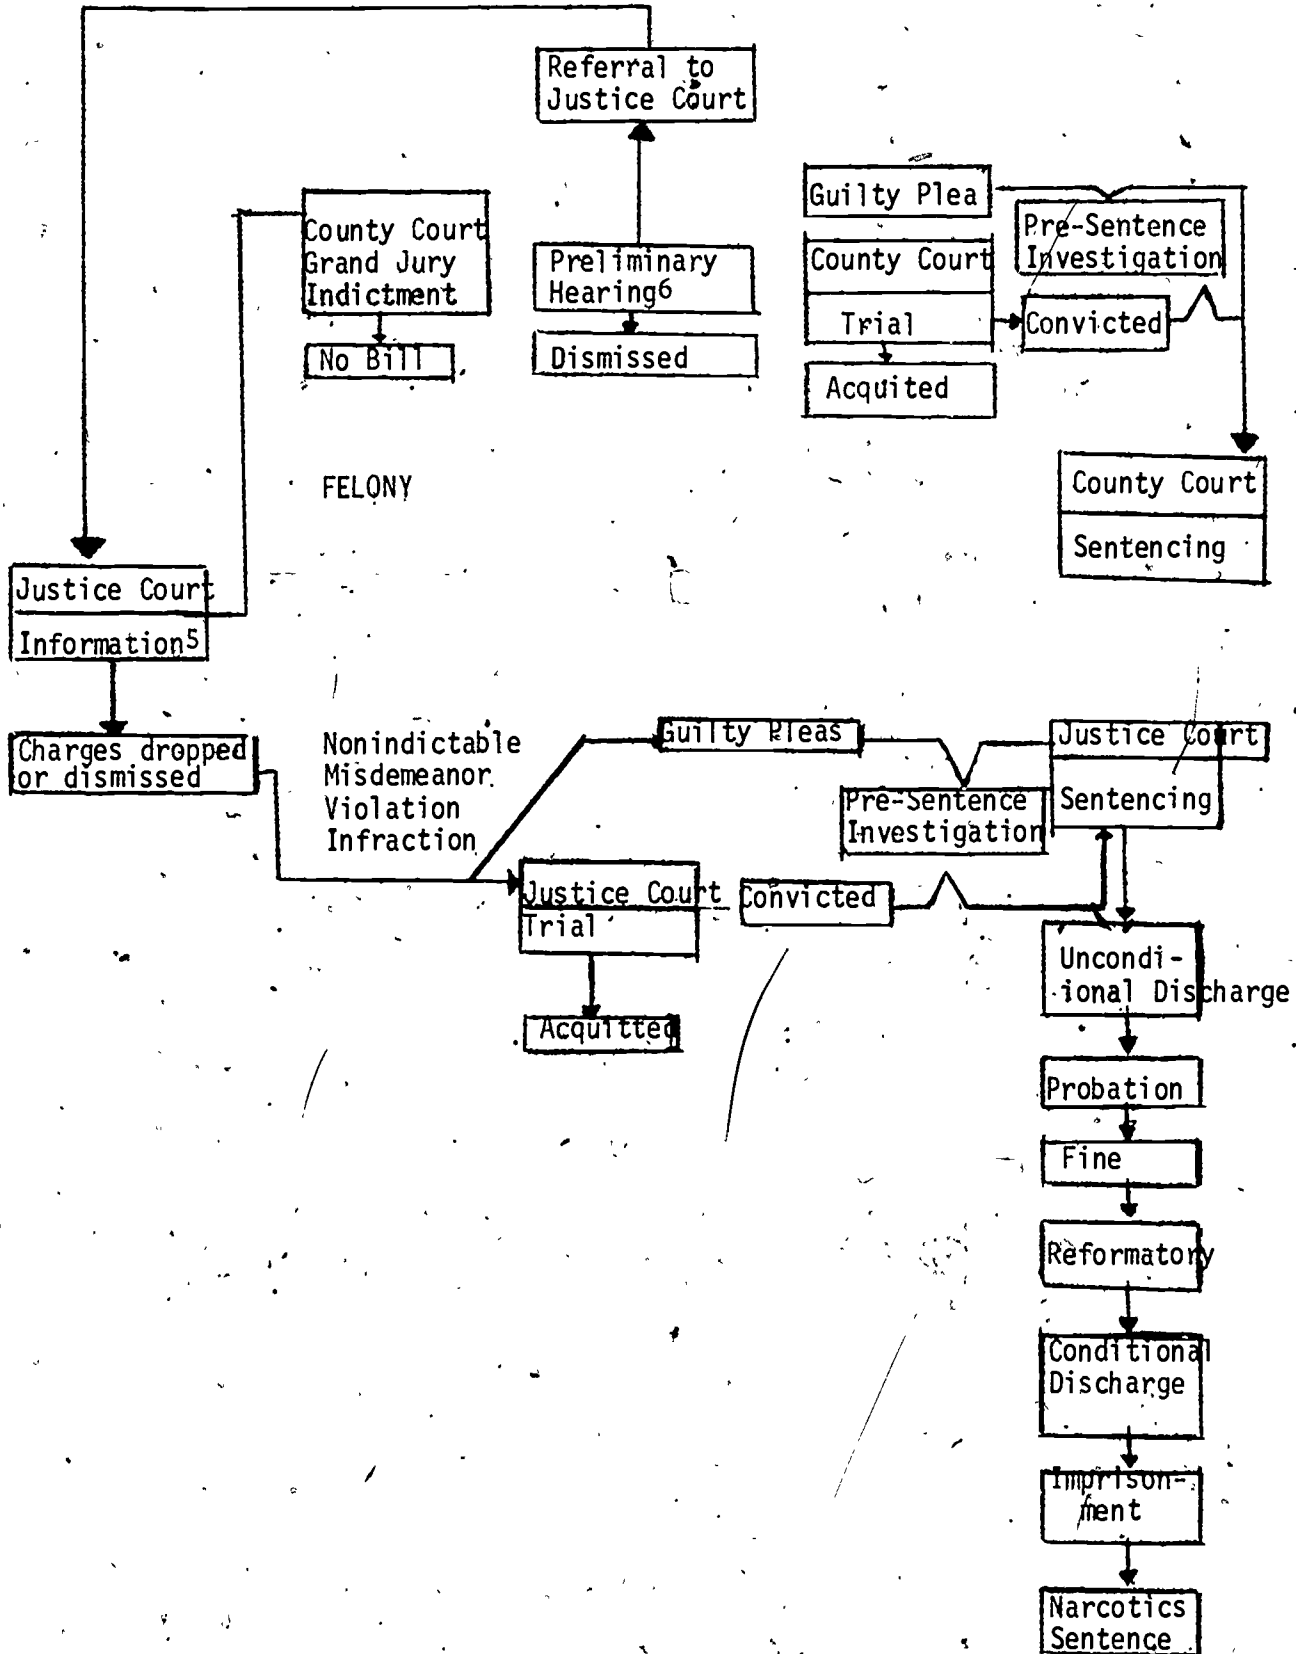 Referral to
Justice Court
County Court
Grand Jury
Indictment
No Bill
Preliminary
Hearing6
Dismissed
Guilty Plea
County Court
Trial
Acquited
Pre-Sentence
Investigation
Convicted
County Court
Sentencing
FELONY
Justice Court
Information5
Charges dropped
or dismissed
Nonindictable
Misdemeanor
Violation
Infraction
Guilty Pleas
Pre-Sentence
Investigation
Justice Court
Sentencing
Justice Court
Trial
Convicted
Acquitted
Uncondi-
ional Discharge
Probation
Fine
Reformatory
Conditional
Discharge
Imprison-
ment
Narcotics
Sentence